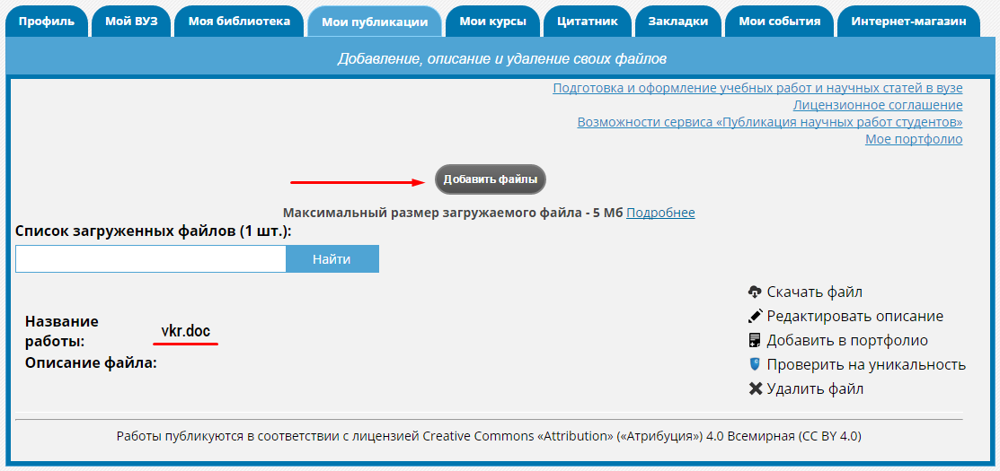 Профиль Мой ВУЗ Моя библиотека Мои публикации Мои курсы Цитатник Закладки Мои события Интернет-магазин
Добавление, описание и удаление своих файлов
Подготовка и оформление учебных работ и научных статей в вузе
Лицензионное соглашение
Возможности сервиса «Публикация научных работ студентов»
Мое портфолио
Добавить файлы
Максимальный размер загружаемого файла - 5 Мб Подробнее
Список загруженных файлов (1 шт.):
Найти
Название
работы:
vkr.doc
Описание файла:
Скачать файл
Редактировать описание
Добавить в портфолио
Проверить на уникальность
Удалить файл
Работы публикуются в соответствии с лицензией Creative Commons «Attribution» («Атрибуция») 4.0 Всемирная (CC BY 4.0)